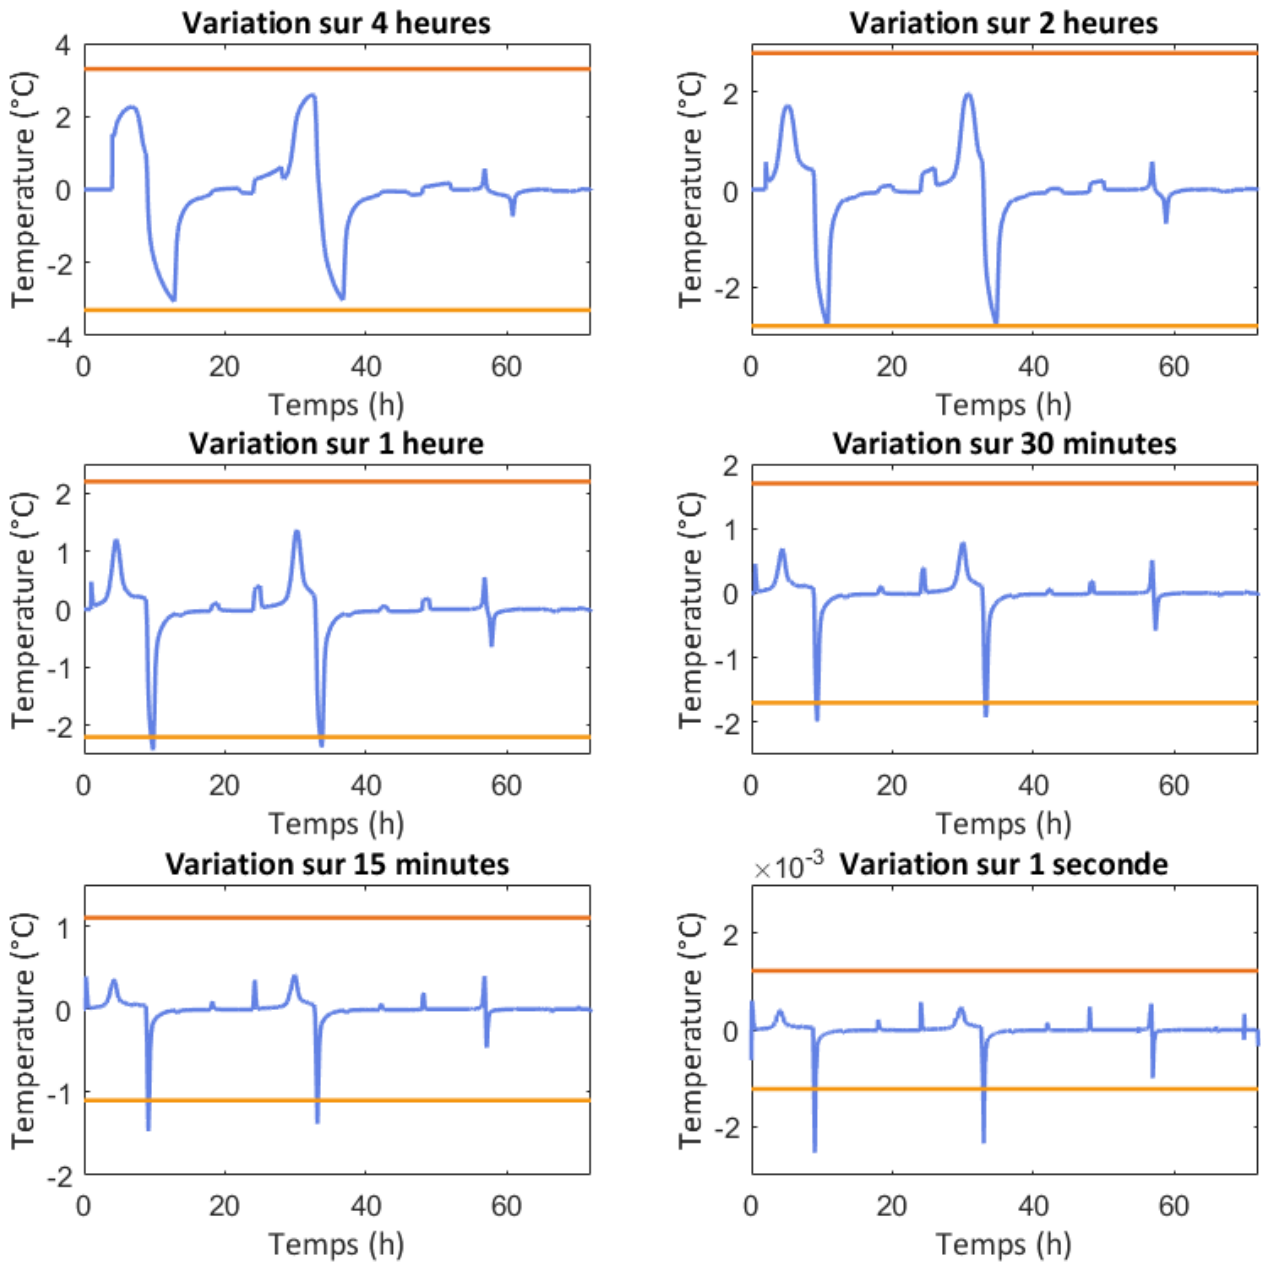 Variation sur 4 heures
Temperature (°C)
4
2
0
-2
-4
0 20 40 60
Temps (h)
Variation sur 2 heures
Temperature (°C)
2
0
-2
0 20 40 60
Temps (h)
Variation sur 1 heure
Temperature (°C)
2
1
0
-1
-2
0 20 40 60
Temps (h)
Variation sur 30 minutes
Temperature (°C)
2
1
0
-1
-2
0 20 40 60
Temps (h)
Variation sur 15 minutes
Temperature (°C)
1
0
-1
-2
0 20 40 60
Temps (h)
×10-3 Variation sur 1 seconde
Temperature (°C)
2
0
-2
0 20 40 60
Temps (h)